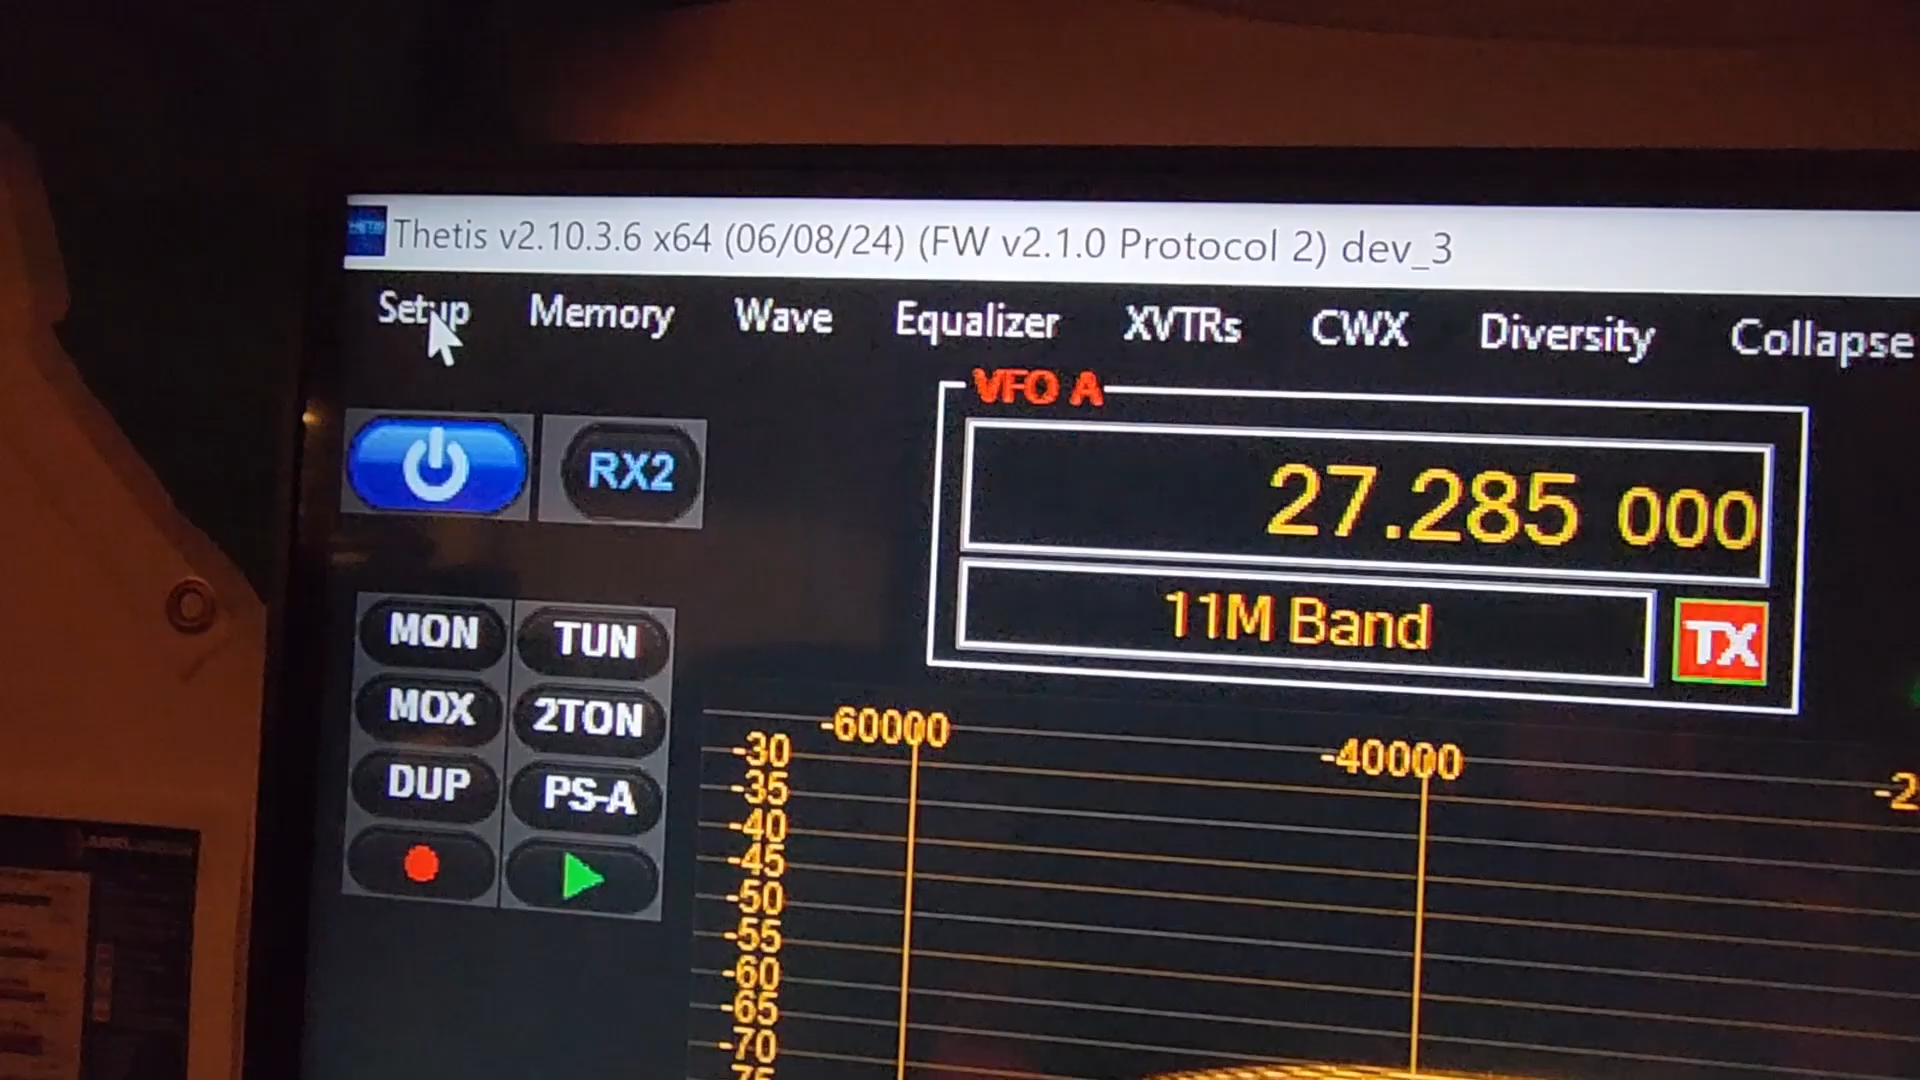 Thetis v2.10.3.6 x64 (06/08/24) (FW v2.1.0 Protocol 2) dev_3
Setup Memory Wave Equalizer XVTRs CWX Diversity Collapse
VFO A
27.285 000
RX2
11M Band TX
MON TUN
MOX 2TON
DUP PS-A
-60000 -40000 -2
-30
-35
-40
-45
-50
-55
-60
-65
-70
-75